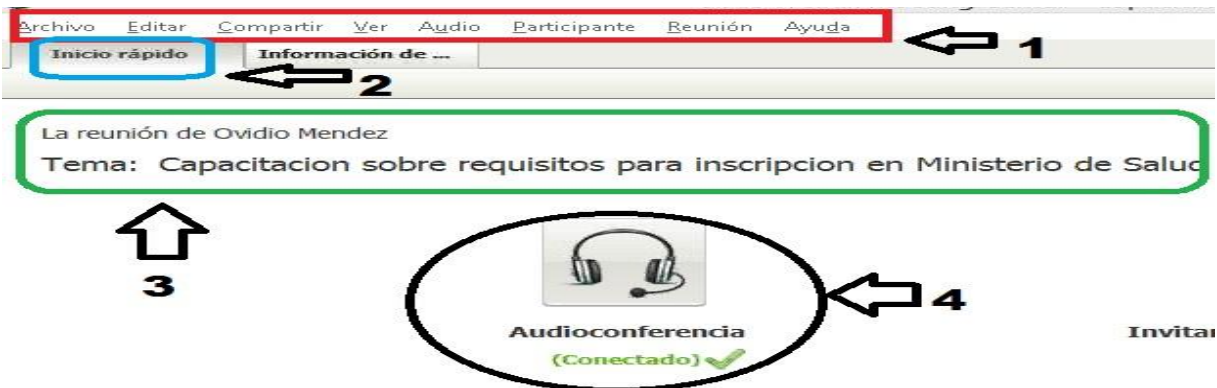 Archivo Editar Compartir Ver Audio Participante Reunión Ayuda
1
Inicio rápido Información de ...
2
La reunión de Ovidio Mendez
Tema: Capacitacion sobre requisitos para inscripcion en Ministerio de Salud
3
4
Audioconferencia
(Conectado)